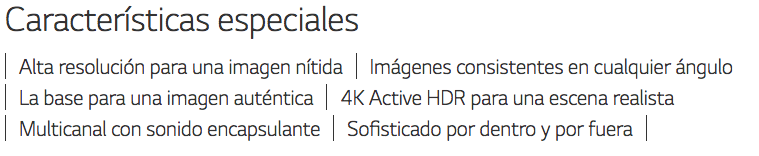 Características especiales
| Alta resolución para una imagen nítida | Imágenes consistentes en cualquier ángulo
| La base para una imagen auténtica | 4K Active HDR para una escena realista
| Multicanal con sonido encapsulante | Sofisticado por dentro y por fuera |